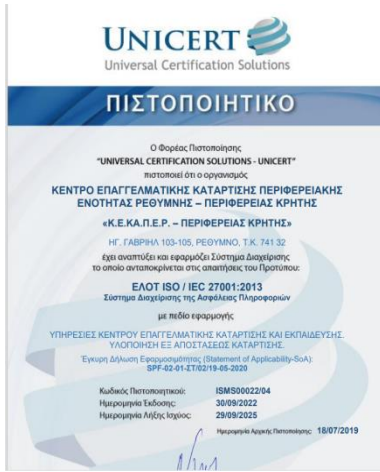 UNICERT
Universal Certification Solutions
ΠΙΣΤΟΠΟΙΗΤΙΚΟ
Ο Φορέας Πιστοποίησης
"UNIVERSAL CERTIFICATION SOLUTIONS - UNICERT"
πιστοποιεί ότι ο οργανισμός
ΚΕΝΤΡΟ ΕΠΑΓΓΕΛΜΑΤΙΚΗΣ ΚΑΤΑΡΤΙΣΗΣ ΠΕΡΙΦΕΡΕΙΑΚΗΣ
ΕΝΟΤΗΤΑΣ ΡΕΘΥΜΝΗΣ – ΠΕΡΙΦΕΡΕΙΑΣ ΚΡΗΤΗΣ
«Κ.Ε.ΚΑ.Π.Ε.Ρ. – ΠΕΡΙΦΕΡΕΙΑΣ ΚΡΗΤΗΣ»
ΗΓ. ΓΑΒΡΙΗΛ 103-105, ΡΕΘΥΜΝΟ, Τ.Κ. 741 32
έχει αναπτύξει και εφαρμόζει Σύστημα Διαχείρισης
το οποίο ανταποκρίνεται στις απαιτήσεις του Προτύπου:
ΕΛΟΤ ISO / IEC 27001:2013
Σύστημα Διαχείρισης της Ασφάλειας Πληροφοριών
με πεδίο εφαρμογής
ΥΠΗΡΕΣΙΕΣ ΚΕΝΤΡΟΥ ΕΠΑΓΓΕΛΜΑΤΙΚΗΣ ΚΑΤΑΡΤΙΣΗΣ ΚΑΙ ΕΚΠΑΙΔΕΥΣΗΣ.
ΥΛΟΠΟΙΗΣΗ ΕΞ ΑΠΟΣΤΑΣΕΩΣ ΚΑΤΑΡΤΙΣΗΣ.
Έγκυρη Δήλωση Εφαρμοσιμότητας (Statement of Applicability-SoA):
SPF-02-01-ΣΤ/02/19-05-2020
Κωδικός Πιστοποιητικού: ISMS00022/04
Ημερομηνία Έκδοσης: 30/09/2022
Ημερομηνία Λήξης Ισχύος: 29/09/2025
Ημερομηνία Αρχικής Πιστοποίησης: 18/07/2019